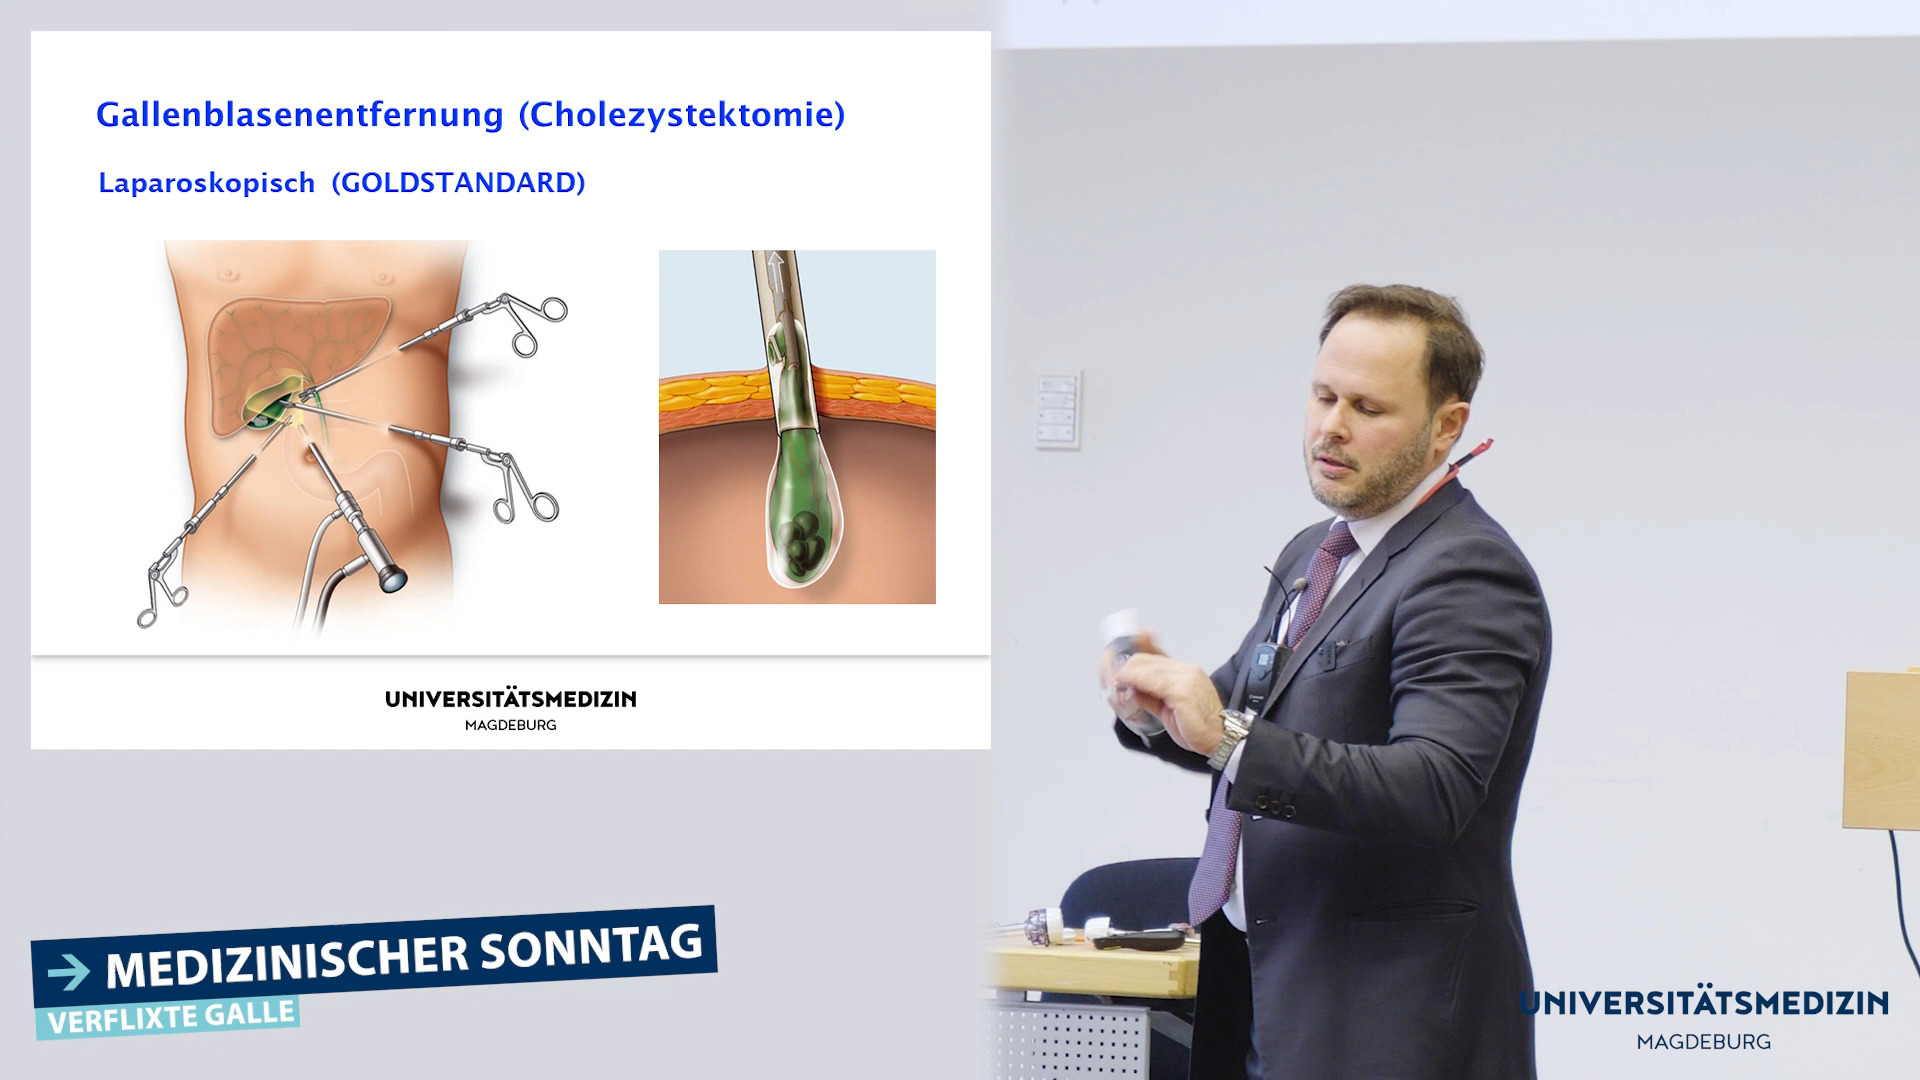 Gallenblasenentfernung (Cholezystektomie)
Laparoskopisch (GOLDSTANDARD)
UNIVERSITÄTSMEDIZIN
MAGDEBURG
MEDIZINISCHER SONNTAG
VERFLIXTE GALLE
UNIVERSITÄTSMEDIZIN
MAGDEBURG